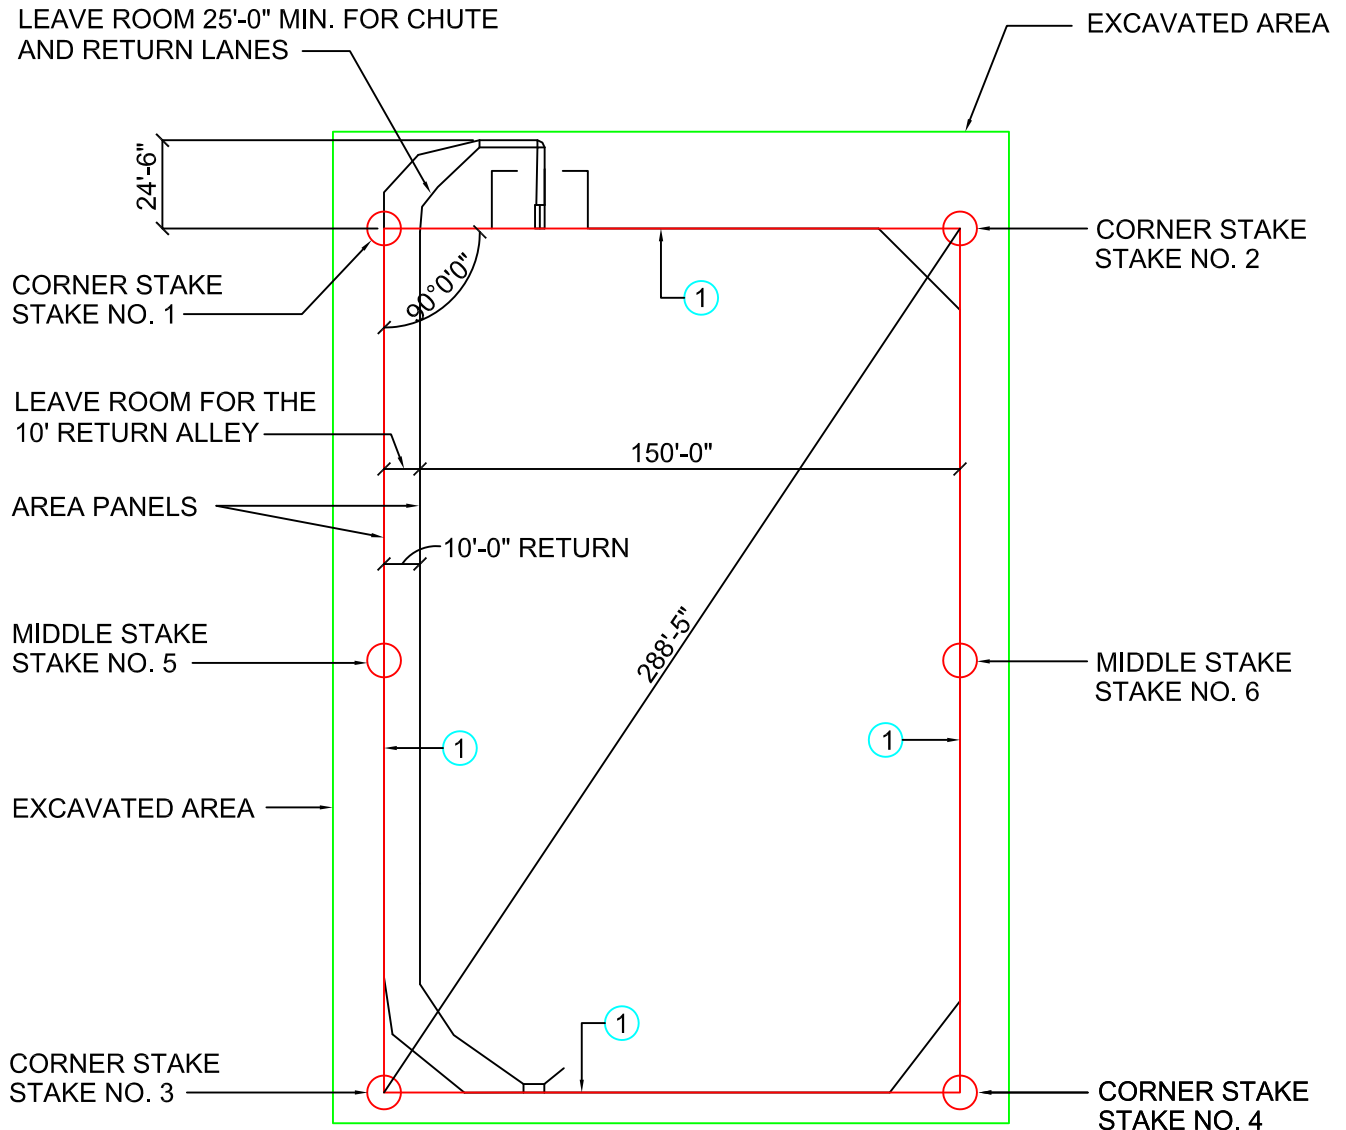 LEAVE ROOM 25'-0" MIN. FOR CHUTE
AND RETURN LANES
EXCAVATED AREA
24'-6"
CORNER STAKE
STAKE NO. 2
CORNER STAKE
STAKE NO. 1
90°0'0"
1
LEAVE ROOM FOR THE
10' RETURN ALLEY
150'-0"
AREA PANELS
10'-0" RETURN
288'-5"
MIDDLE STAKE
STAKE NO. 5
MIDDLE STAKE
STAKE NO. 6
1
1
EXCAVATED AREA
1
CORNER STAKE
STAKE NO. 3
CORNER STAKE
STAKE NO. 4